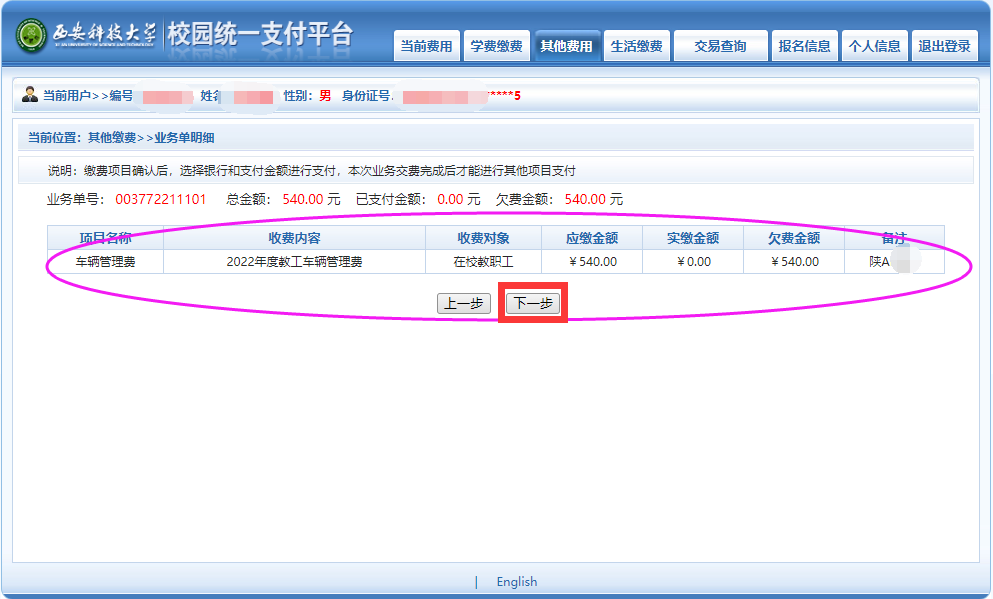 西安科技大学 校园统一支付平台
XI'AN UNIVERSITY OF SCIENCE AND TECHNOLOGY
当前费用 学费缴费 其他费用 生活缴费 交易查询 报名信息 个人信息 退出登录
当前用户>>编号 姓名 性别：男 身份证号: ****5
当前位置：其他缴费>>业务单明细
说明：缴费项目确认后，选择银行和支付金额进行支付，本次业务交费完成后才能进行其他项目支付
业务单号： 003772211101 总金额： 540.00 元 已支付金额： 0.00 元 欠费金额： 540.00 元
项目名称 收费内容 收费对象 应缴金额 实缴金额 欠费金额 备注
车辆管理费 2022年度教工车辆管理费 在校教职工 ￥540.00 ￥0.00 ￥540.00 陕A
上一步 下一步
| English